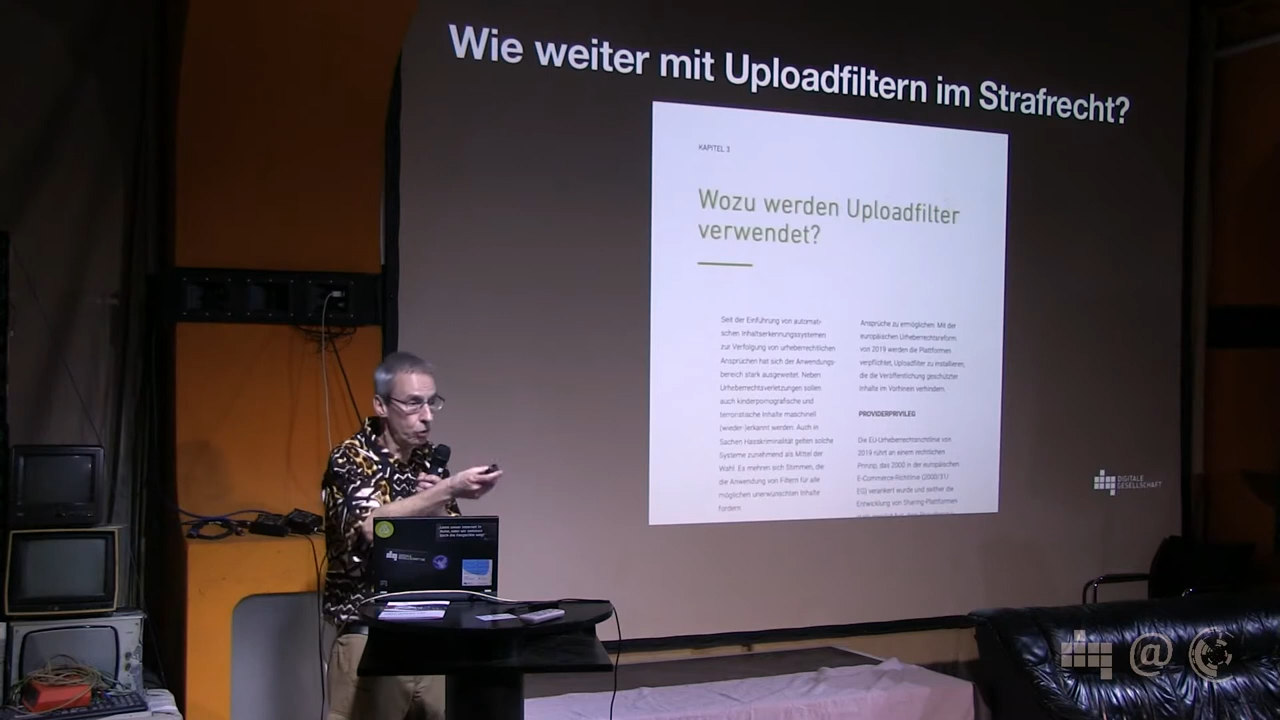 Wie weiter mit Uploadfiltern im Strafrecht?
KAPITEL 3
Wozu werden Uploadfilter
verwendet?
Seit der Einführung von automati-
schen Inhaltserkennungssystemen
zur Verfolgung von urheberrechtlichen
Ansprüchen hat sich der Anwendungs-
bereich stark ausgeweitet. Neben
Urheberrechtsverletzungen sollen
auch kinderpornografische und
terroristische Inhalte maschinell
(wieder-)erkannt werden. Auch in
Sachen Hasskriminalität gelten solche
Systeme zunehmend als Mittel der
Wahl. Es mehren sich Stimmen, die
die Anwendung von Filtern für alle
möglichen unerwünschten Inhalte
fordern
Ansprüche zu ermöglichen. Mit der
europäischen Urheberrechtsreform
von 2019 werden die Plattformen
verpflichtet, Uploadfilter zu installieren,
die die Veröffentlichung geschützter
Inhalte im Vorhinein verhindern.
PROVIDERPRIVILEG
Die EU-Urheberrechtsrichtlinie von
2019 rührt an einem rechtlichen
Prinzip, das 2000 in der europäischen
E-Commerce-Richtlinie (2000/31/
EG) verankert wurde und seither die
Entwicklung von Sharing-Plattformen
DIGITALE
GESELLSCHAFT
@